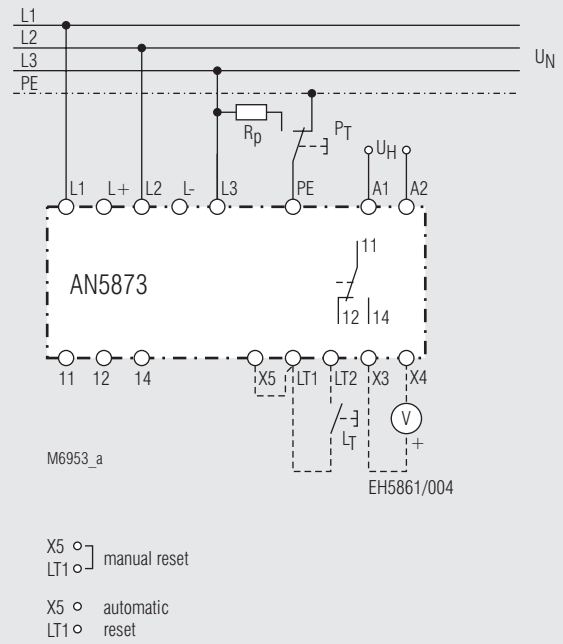 L1
L2
L3
PE
UN
Rp
PT
UH
L1 L+ L2 L- L3 PE A1 A2
AN5873
11
12 14
11 12 14 X5 LT1 LT2 X3 X4
V
+
LT
M6953_a
EH5861/004
X5
LT1
manual reset
X5 automatic
LT1 reset